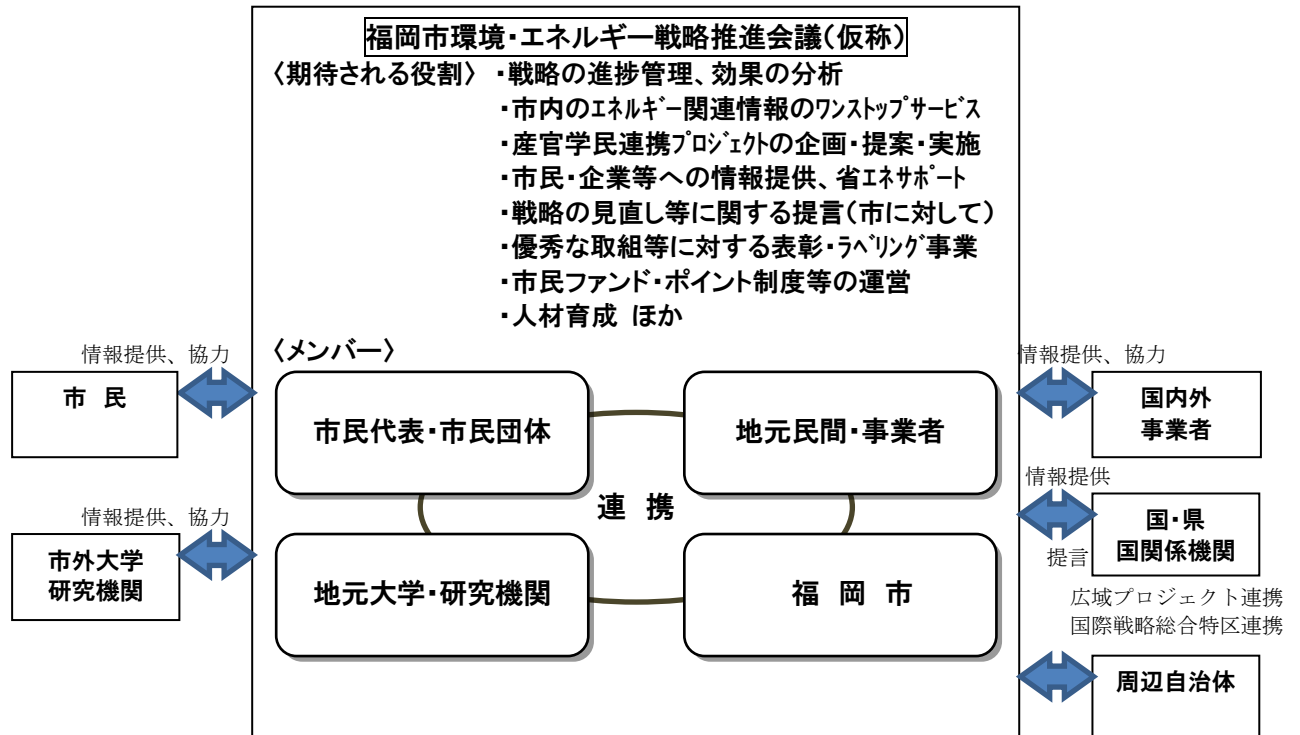 福岡市環境・エネルギー戦略推進会議(仮称)
〈期待される役割〉 ・戦略の進捗管理、効果の分析
・市内のエネルギー関連情報のワンストップサービス
・産官学民連携プロジェクトの企画・提案・実施
・市民・企業等への情報提供、省エネサポート
・戦略の見直し等に関する提言(市に対して)
・優秀な取組等に対する表彰・ラベリング事業
・市民ファンド・ポイント制度等の運営
・人材育成 ほか
〈メンバー〉
市民代表・市民団体
地元民間・事業者
連 携
地元大学・研究機関
福 岡 市
情報提供、協力
市 民
情報提供、協力
市外大学
研究機関
情報提供、協力
国内外
事業者
情報提供
国・県
国関係機関
提言
広域プロジェクト連携
国際戦略総合特区連携
周辺自治体